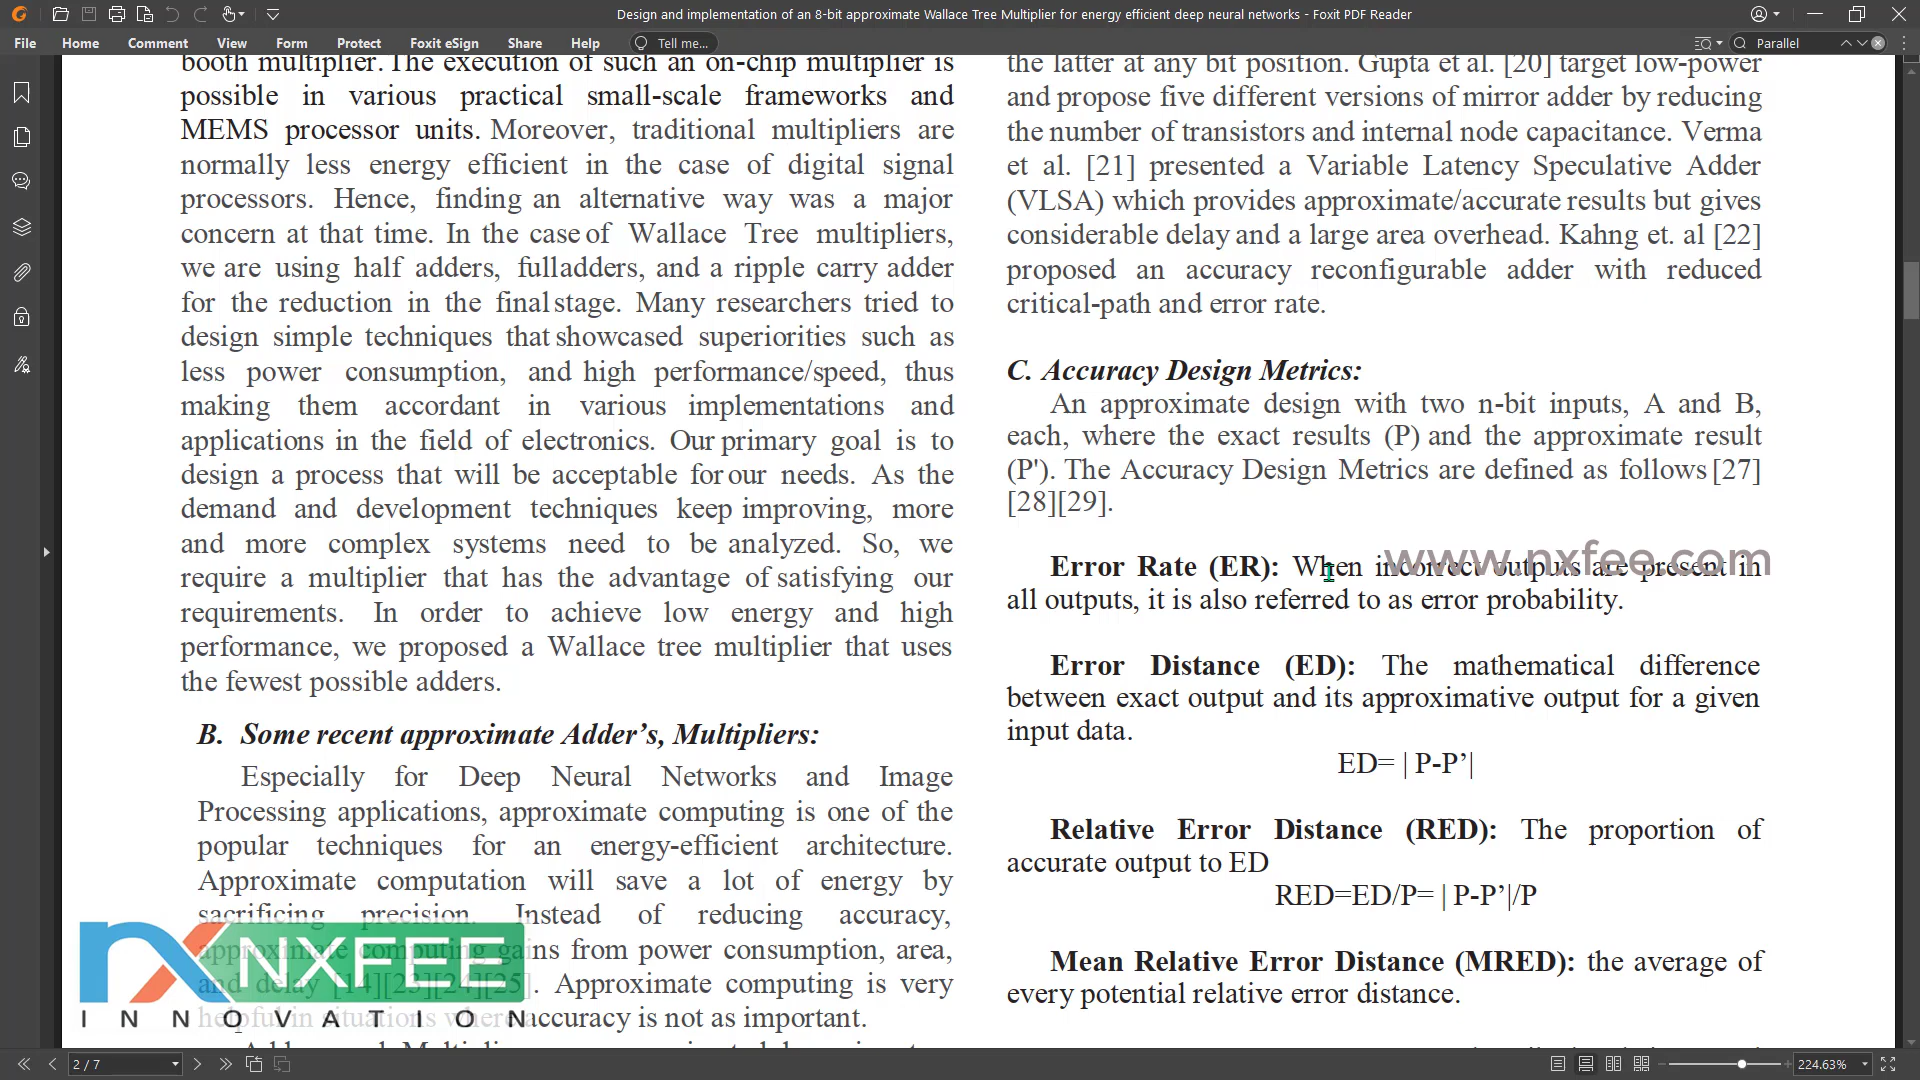 Design and implementation of an 8-bit approximate Wallace Tree Multiplier for energy efficient deep neural networks - Foxit PDF Reader
File Home Comment View Form Protect Foxit eSign Share Help Tell me... Parallel
booth multiplier. The execution of such an on-chip multiplier is
possible in various practical small-scale frameworks and
MEMS processor units. Moreover, traditional multipliers are
normally less energy efficient in the case of digital signal
processors. Hence, finding an alternative way was a major
concern at that time. In the case of Wallace Tree multipliers,
we are using half adders, fulladders, and a ripple carry adder
for the reduction in the final stage. Many researchers tried to
design simple techniques that showcased superiorities such as
less power consumption, and high performance/speed, thus
making them accordant in various implementations and
applications in the field of electronics. Our primary goal is to
design a process that will be acceptable for our needs. As the
demand and development techniques keep improving, more
and more complex systems need to be analyzed. So, we
require a multiplier that has the advantage of satisfying our
requirements. In order to achieve low energy and high
performance, we proposed a Wallace tree multiplier that uses
the fewest possible adders.
B. Some recent approximate Adder’s, Multipliers:
Especially for Deep Neural Networks and Image
Processing applications, approximate computing is one of the
popular techniques for an energy-efficient architecture.
Approximate computation will save a lot of energy by
sacrificing precision. Instead of reducing accuracy,
approximate computing gains from power consumption, area,
and delay [14][23][24][25]. Approximate computing is very
helpful in situations where accuracy is not as important.
the latter at any bit position. Gupta et al. [20] target low-power
and propose five different versions of mirror adder by reducing
the number of transistors and internal node capacitance. Verma
et al. [21] presented a Variable Latency Speculative Adder
(VLSA) which provides approximate/accurate results but gives
considerable delay and a large area overhead. Kahng et. al [22]
proposed an accuracy reconfigurable adder with reduced
critical-path and error rate.
C. Accuracy Design Metrics:
An approximate design with two n-bit inputs, A and B,
each, where the exact results (P) and the approximate result
(P'). The Accuracy Design Metrics are defined as follows [27]
[28][29].
Error Rate (ER): When incorrect outputs are present in
all outputs, it is also referred to as error probability.
Error Distance (ED): The mathematical difference
between exact output and its approximative output for a given
input data.
ED= | P-P’|
Relative Error Distance (RED): The proportion of
accurate output to ED
RED=ED/P= | P-P’|/P
Mean Relative Error Distance (MRED): the average of
every potential relative error distance.
www.nxfee.com
NXFEE
INNOVATION
2 / 7
224.63%